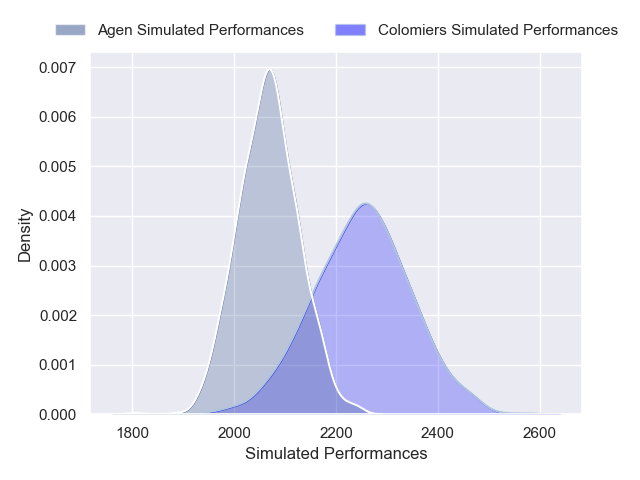 Agen Simulated Performances Colomiers Simulated Performances
0.007
0.006
0.005
0.004
0.003
0.002
0.001
0.000
Density
1800 2000 2200 2400 2600
Simulated Performances